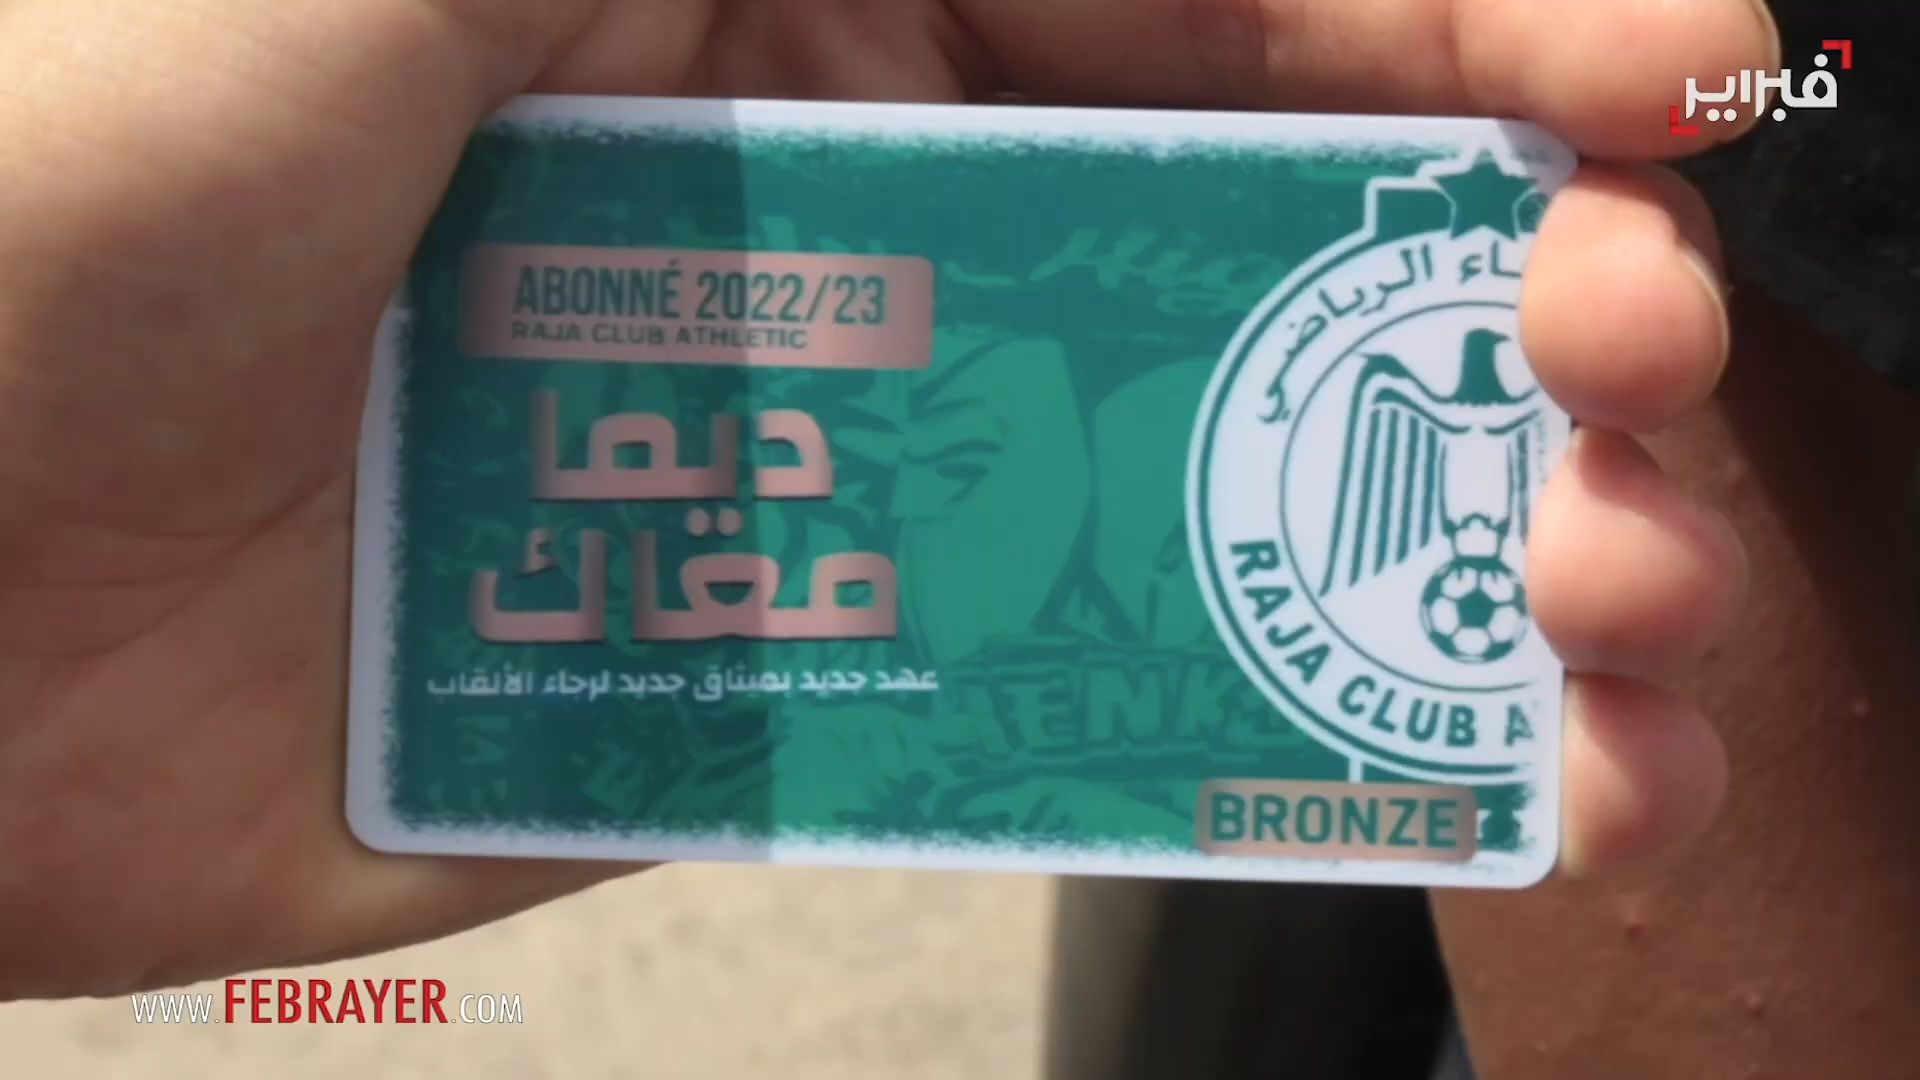 فبراير
ABONNÉ 2022/23
RAJA CLUB ATHLETIC
ديما
معاك
عهد جديد بميثاق جديد لرجاء الألقاب
الرياضي
RAJA CLUB A
BRONZE
WWW.FEBRAYER.COM